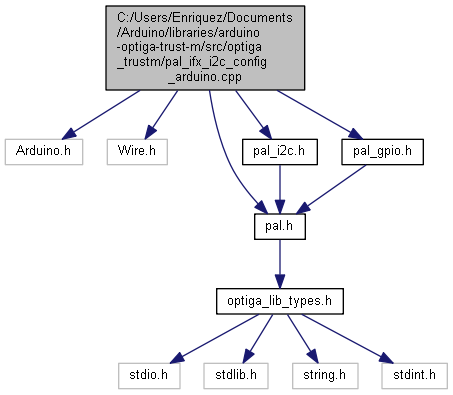 C:/Users/Enriquez/Documents
/Arduino/libraries/arduino
-optiga-trust-m/src/optiga
_trustm/pal_ifx_i2c_config
_arduino.cpp
Arduino.h
Wire.h
pal_i2c.h
pal_gpio.h
pal.h
optiga_lib_types.h
stdio.h
stdlib.h
string.h
stdint.h